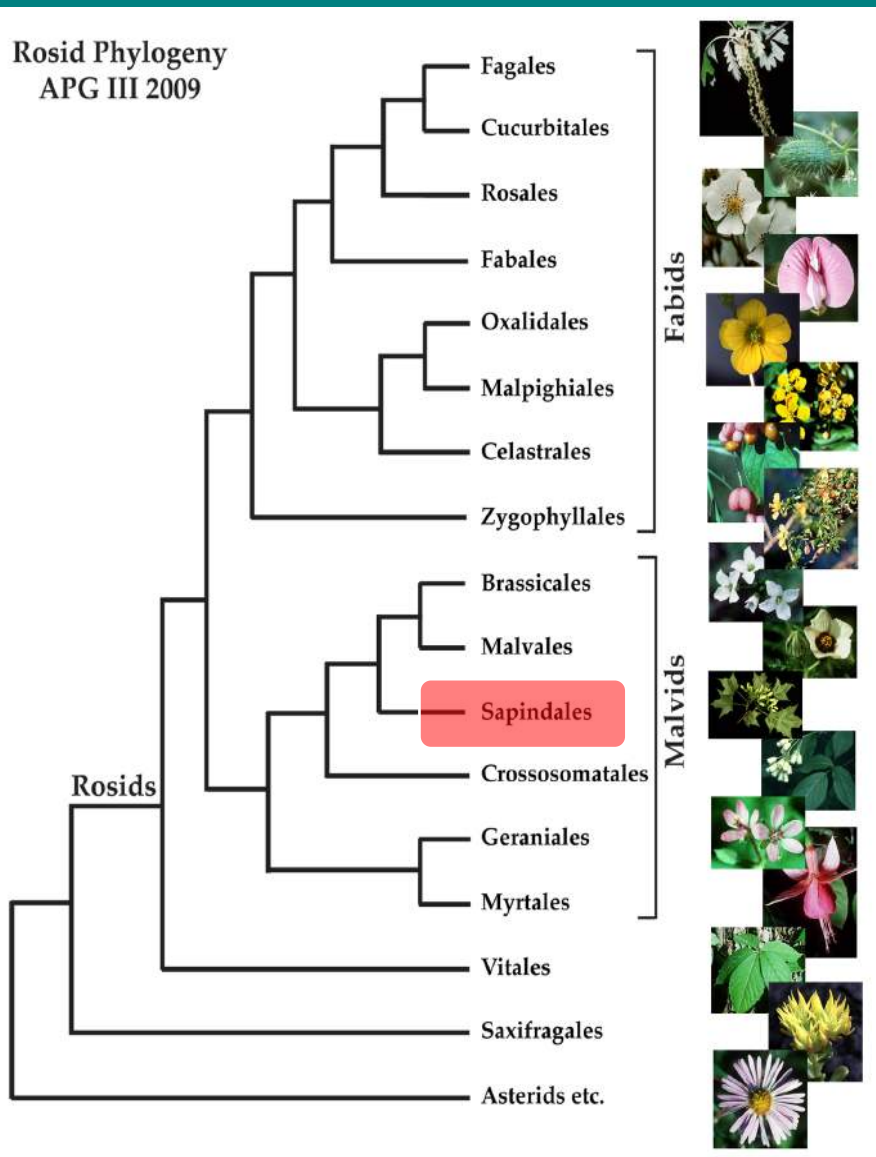 Rosid Phylogeny
APG III 2009
Fagales
Cucurbitales
Rosales
Fabales
Oxalidales
Malpighiales
Celastrales
Zygophyllales
Fabids
Brassicales
Malvales
Sapindales
Crossosomatales
Geraniales
Myrtales
Malvids
Rosids
Vitales
Saxifragales
Asterids etc.